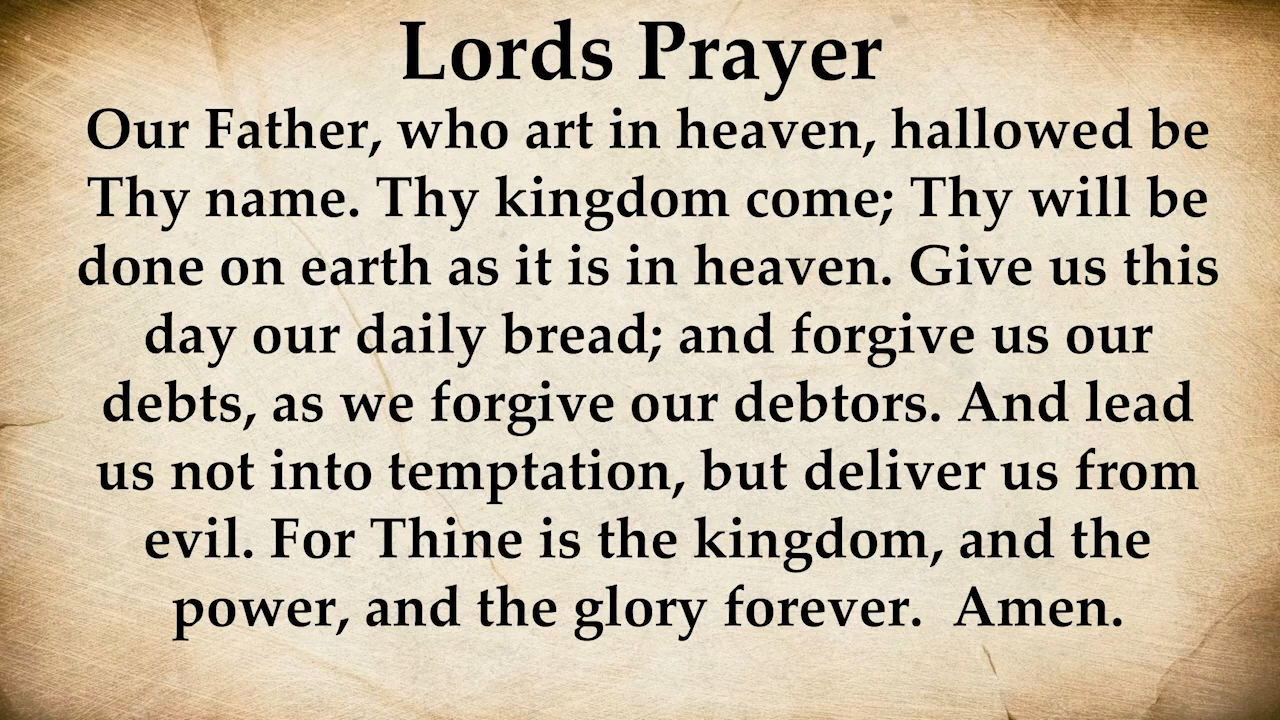 Lords Prayer
Our Father, who art in heaven, hallowed be
Thy name. Thy kingdom come; Thy will be
done on earth as it is in heaven. Give us this
day our daily bread; and forgive us our
debts, as we forgive our debtors. And lead
us not into temptation, but deliver us from
evil. For Thine is the kingdom, and the
power, and the glory forever.  Amen.